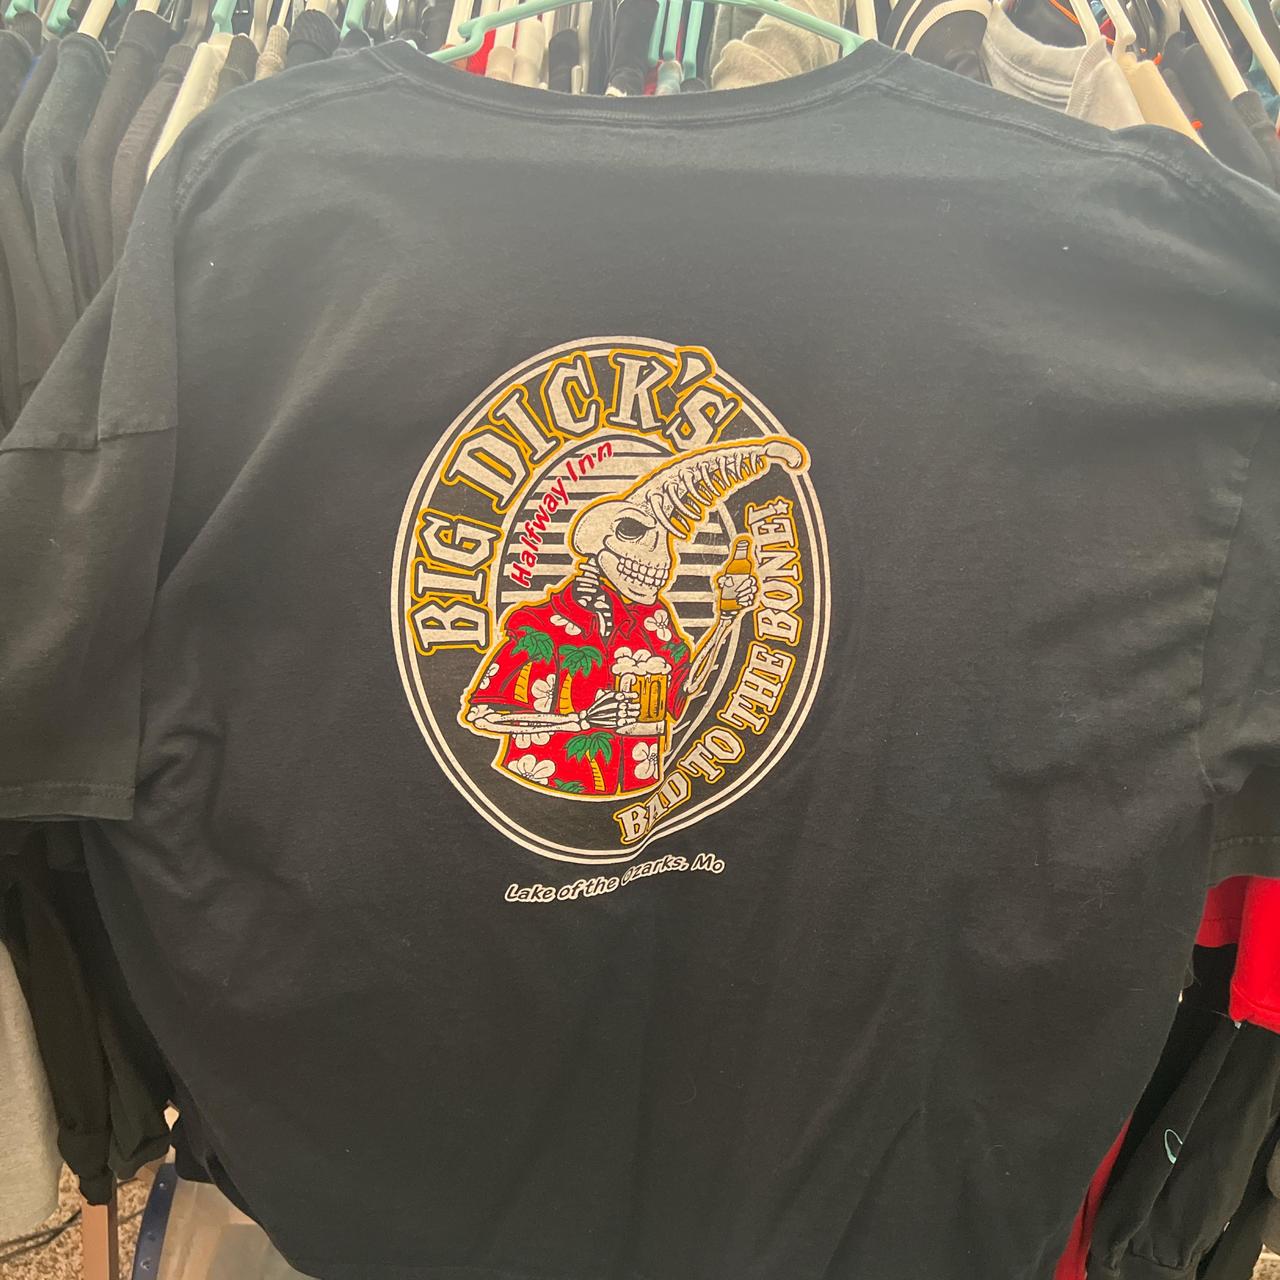 BIG DICK'S
Halfway Inn
BAD TO THE BONE!
Lake of the Ozarks, Mo